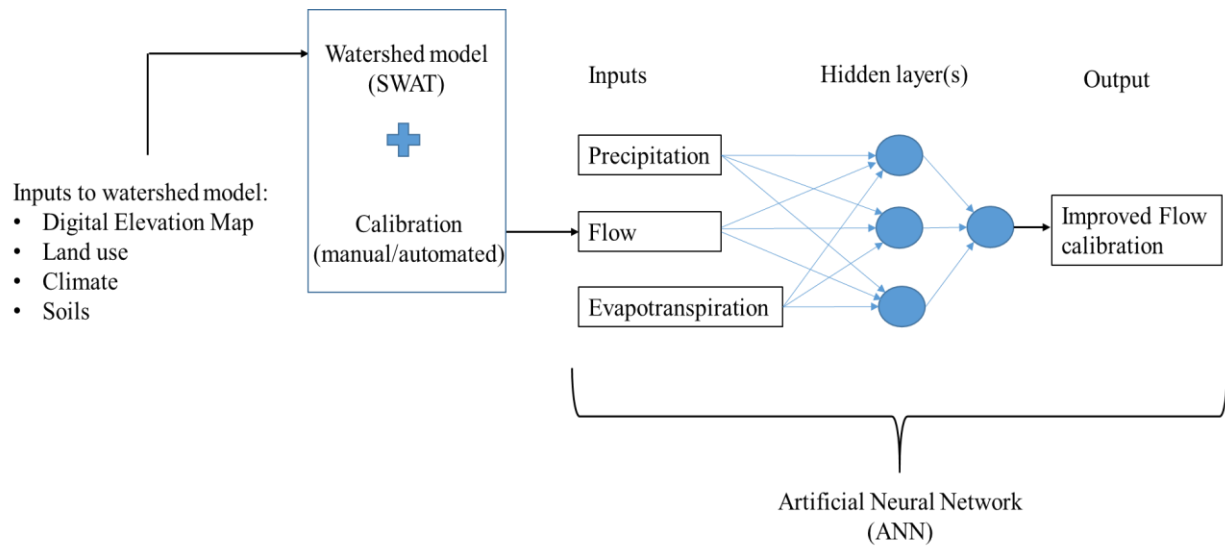 Inputs to watershed model:
• Digital Elevation Map
• Land use
• Climate
• Soils
Watershed model
(SWAT)
Calibration
(manual/automated)
Inputs
Hidden layer(s)
Output
Precipitation
Flow
Evapotranspiration
Improved Flow
calibration
Artificial Neural Network
(ANN)